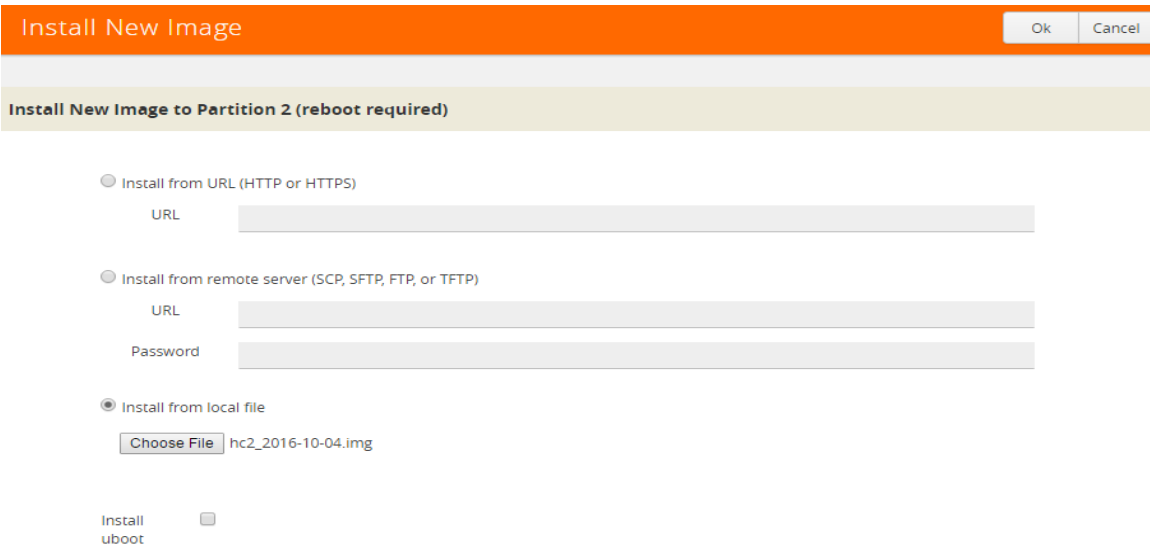 Install New Image
Ok
Cancel
Install New Image to Partition 2 (reboot required)
Install from URL (HTTP or HTTPS)
URL
Install from remote server (SCP, SFTP, FTP, or TFTP)
URL
Password
Install from local file
Choose File hc2_2016-10-04.img
Install
uboot